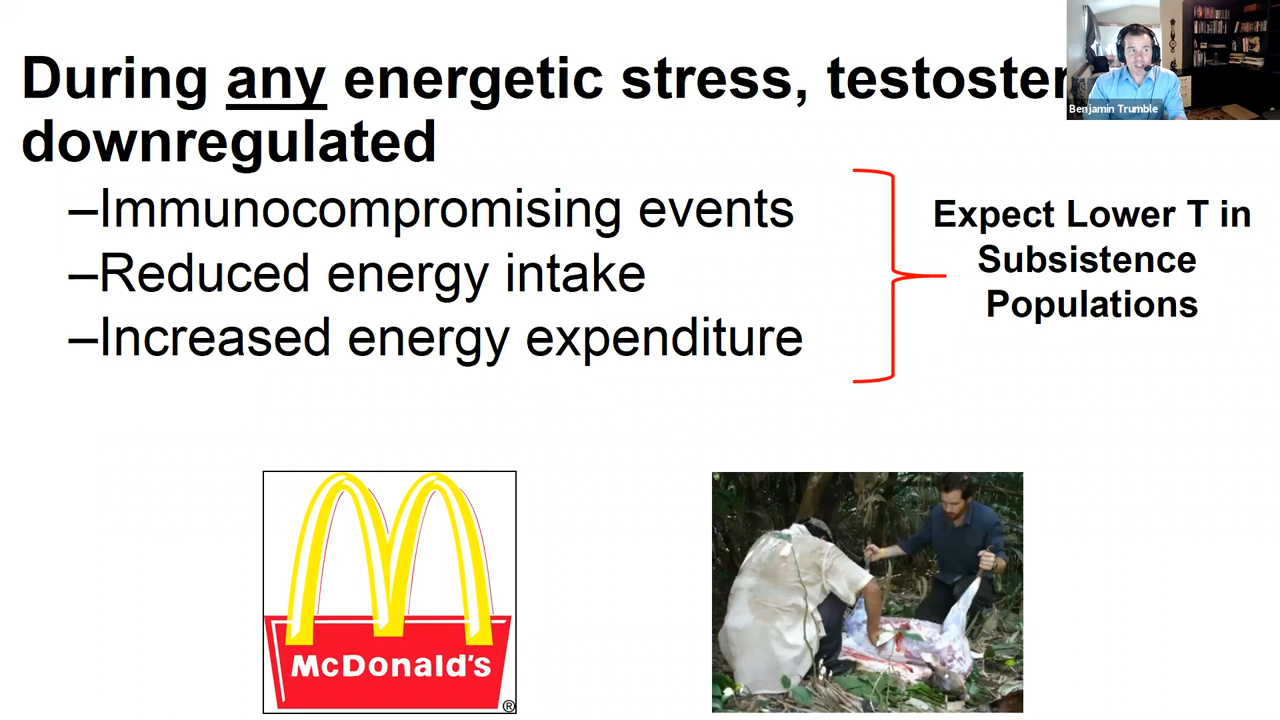 During any energetic stress, testoster
downregulated
–Immunocompromising events
–Reduced energy intake
–Increased energy expenditure
Expect Lower T in
Subsistence
Populations
Benjamin Trumble
McDonald's
®